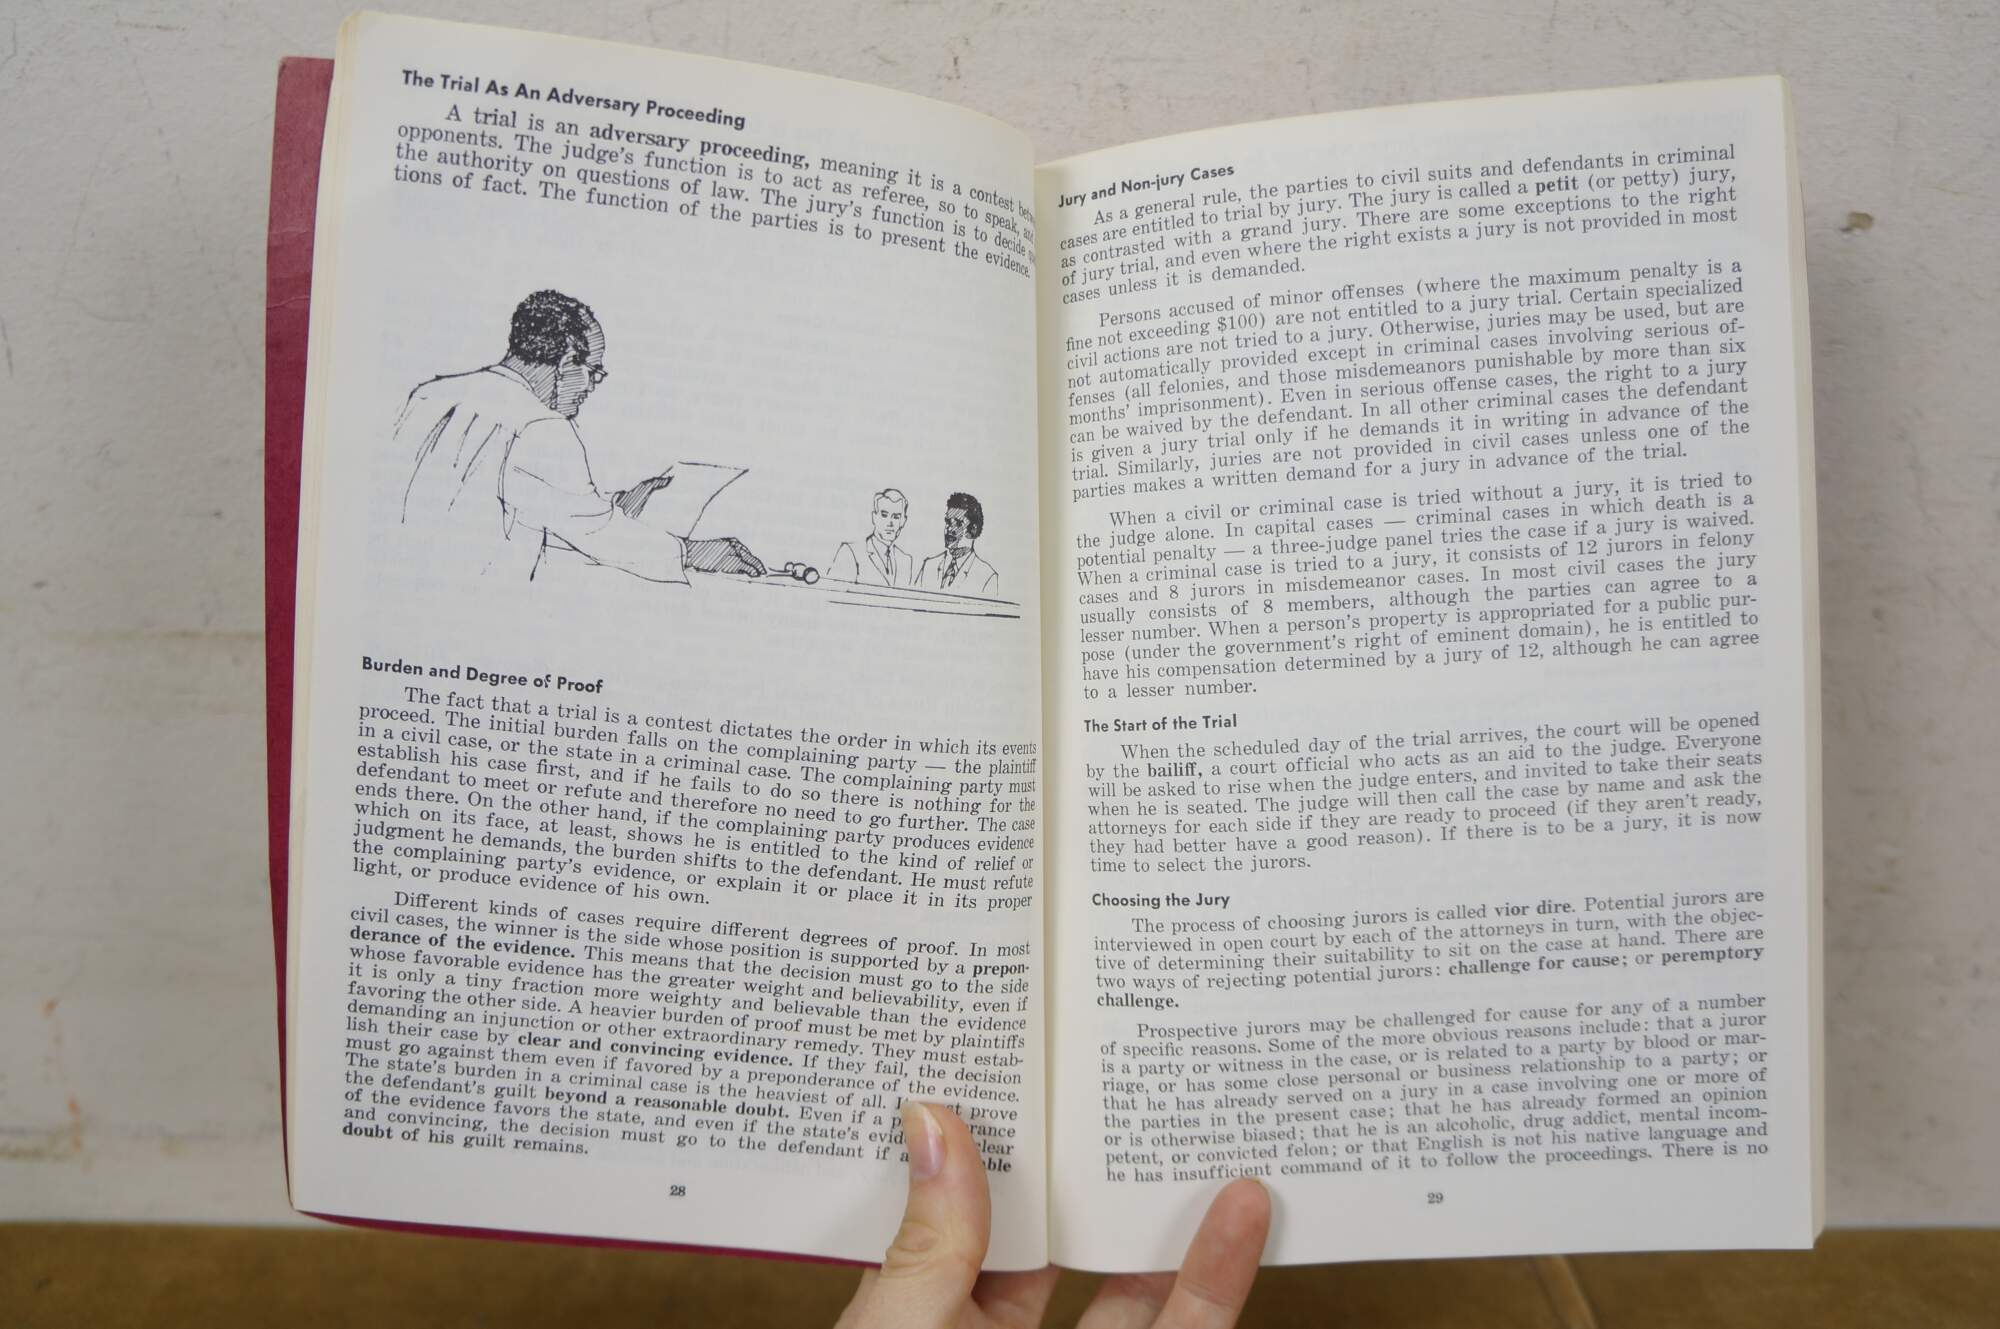 The Trial As An Adversary Proceeding
A trial is an adversary proceeding, meaning it is a contest
opponents. The judge's function is to act as referee, so to speak, and
the authority on questions of law. The jury's function is to decide
tions of fact. The function of the parties is to present the evidence.
Burden and Degree of Proof
The fact that a trial is a contest dictates the order in which its events
proceed. The initial burden falls on the complaining party — the plaintiff
in a civil case, or the state in a criminal case. The complaining party must
establish his case first, and if he fails to do so there is nothing for the
defendant to meet or refute and therefore no need to go further. The case
ends there. On the other hand, if the complaining party produces evidence
which on its face, at least, shows he is entitled to the kind of relief or
judgment he demands, the burden shifts to the defendant. He must refute
the complaining party's evidence, or explain it or place it in its proper
light, or produce evidence of his own.
Different kinds of cases require different degrees of proof. In most
civil cases, the winner is the side whose position is supported by a prepon-
derance of the evidence. This means that the decision must go to the side
whose favorable evidence has the greater weight and believability, even if
it is only a tiny fraction more weighty and believable than the evidence
favoring the other side. A heavier burden of proof must be met by plaintiffs
demanding an injunction or other extraordinary remedy. They must estab-
lish their case by clear and convincing evidence. If they fail, the decision
must go against them even if favored by a preponderance of the evidence.
The state's burden in a criminal case is the heaviest of all. prove
the defendant's guilt beyond a reasonable doubt. Even if a
of the evidence favors the state, and even if the state's clear
and convincing, the decision must go to the defendant if
doubt of his guilt remains.
28
Jury and Non-jury Cases
As a general rule, the parties to civil suits and defendants in criminal
cases are entitled to trial by jury. The jury is called a petit (or petty) jury,
as contrasted with a grand jury. There are some exceptions to the right
of jury trial, and even where the right exists a jury is not provided in most
cases unless it is demanded.
Persons accused of minor offenses (where the maximum penalty is a
fine not exceeding $100) are not entitled to a jury trial. Certain specialized
civil actions are not tried to a jury. Otherwise, juries may be used, but are
not automatically provided except in criminal cases involving serious of-
fenses (all felonies, and those misdemeanors punishable by more than six
months' imprisonment). Even in serious offense cases, the right to a jury
can be waived by the defendant. In all other criminal cases the defendant
is given a jury trial only if he demands it in writing in advance of the
trial. Similarly, juries are not provided in civil cases unless one of the
parties makes a written demand for a jury in advance of the trial.
When a civil or criminal case is tried without a jury, it is tried to
the judge alone. In capital cases — criminal cases in which death is a
potential penalty — a three-judge panel tries the case if a jury is waived.
When a criminal case is tried to a jury, it consists of 12 jurors in felony
cases and 8 jurors in misdemeanor cases. In most civil cases the jury
usually consists of 8 members, although the parties can agree to a
lesser number. When a person's property is appropriated for a public pur-
pose (under the government's right of eminent domain), he is entitled to
have his compensation determined by a jury of 12, although he can agree
to a lesser number.
The Start of the Trial
When the scheduled day of the trial arrives, the court will be opened
by the bailiff, a court official who acts as an aid to the judge. Everyone
will be asked to rise when the judge enters, and invited to take their seats
when he is seated. The judge will then call the case by name and ask the
attorneys for each side if they are ready to proceed (if they aren't ready,
they had better have a good reason). If there is to be a jury, it is now
time to select the jurors.
Choosing the Jury
The process of choosing jurors is called vior dire. Potential jurors are
interviewed in open court by each of the attorneys in turn, with the objec-
tive of determining their suitability to sit on the case at hand. There are
two ways of rejecting potential jurors: challenge for cause; or peremptory
challenge.
Prospective jurors may be challenged for cause for any of a number
of specific reasons. Some of the more obvious reasons include: that a juror
is a party or witness in the case, or is related to a party by blood or mar-
riage, or has some close personal or business relationship to a party; or
that he has already served on a jury in a case involving one or more of
the parties in the present case; that he has already formed an opinion
or is otherwise biased; that he is an alcoholic, drug addict, mental incom-
petent, or convicted felon; or that English is not his native language and
he has insufficient command of it to follow the proceedings. There is no
29